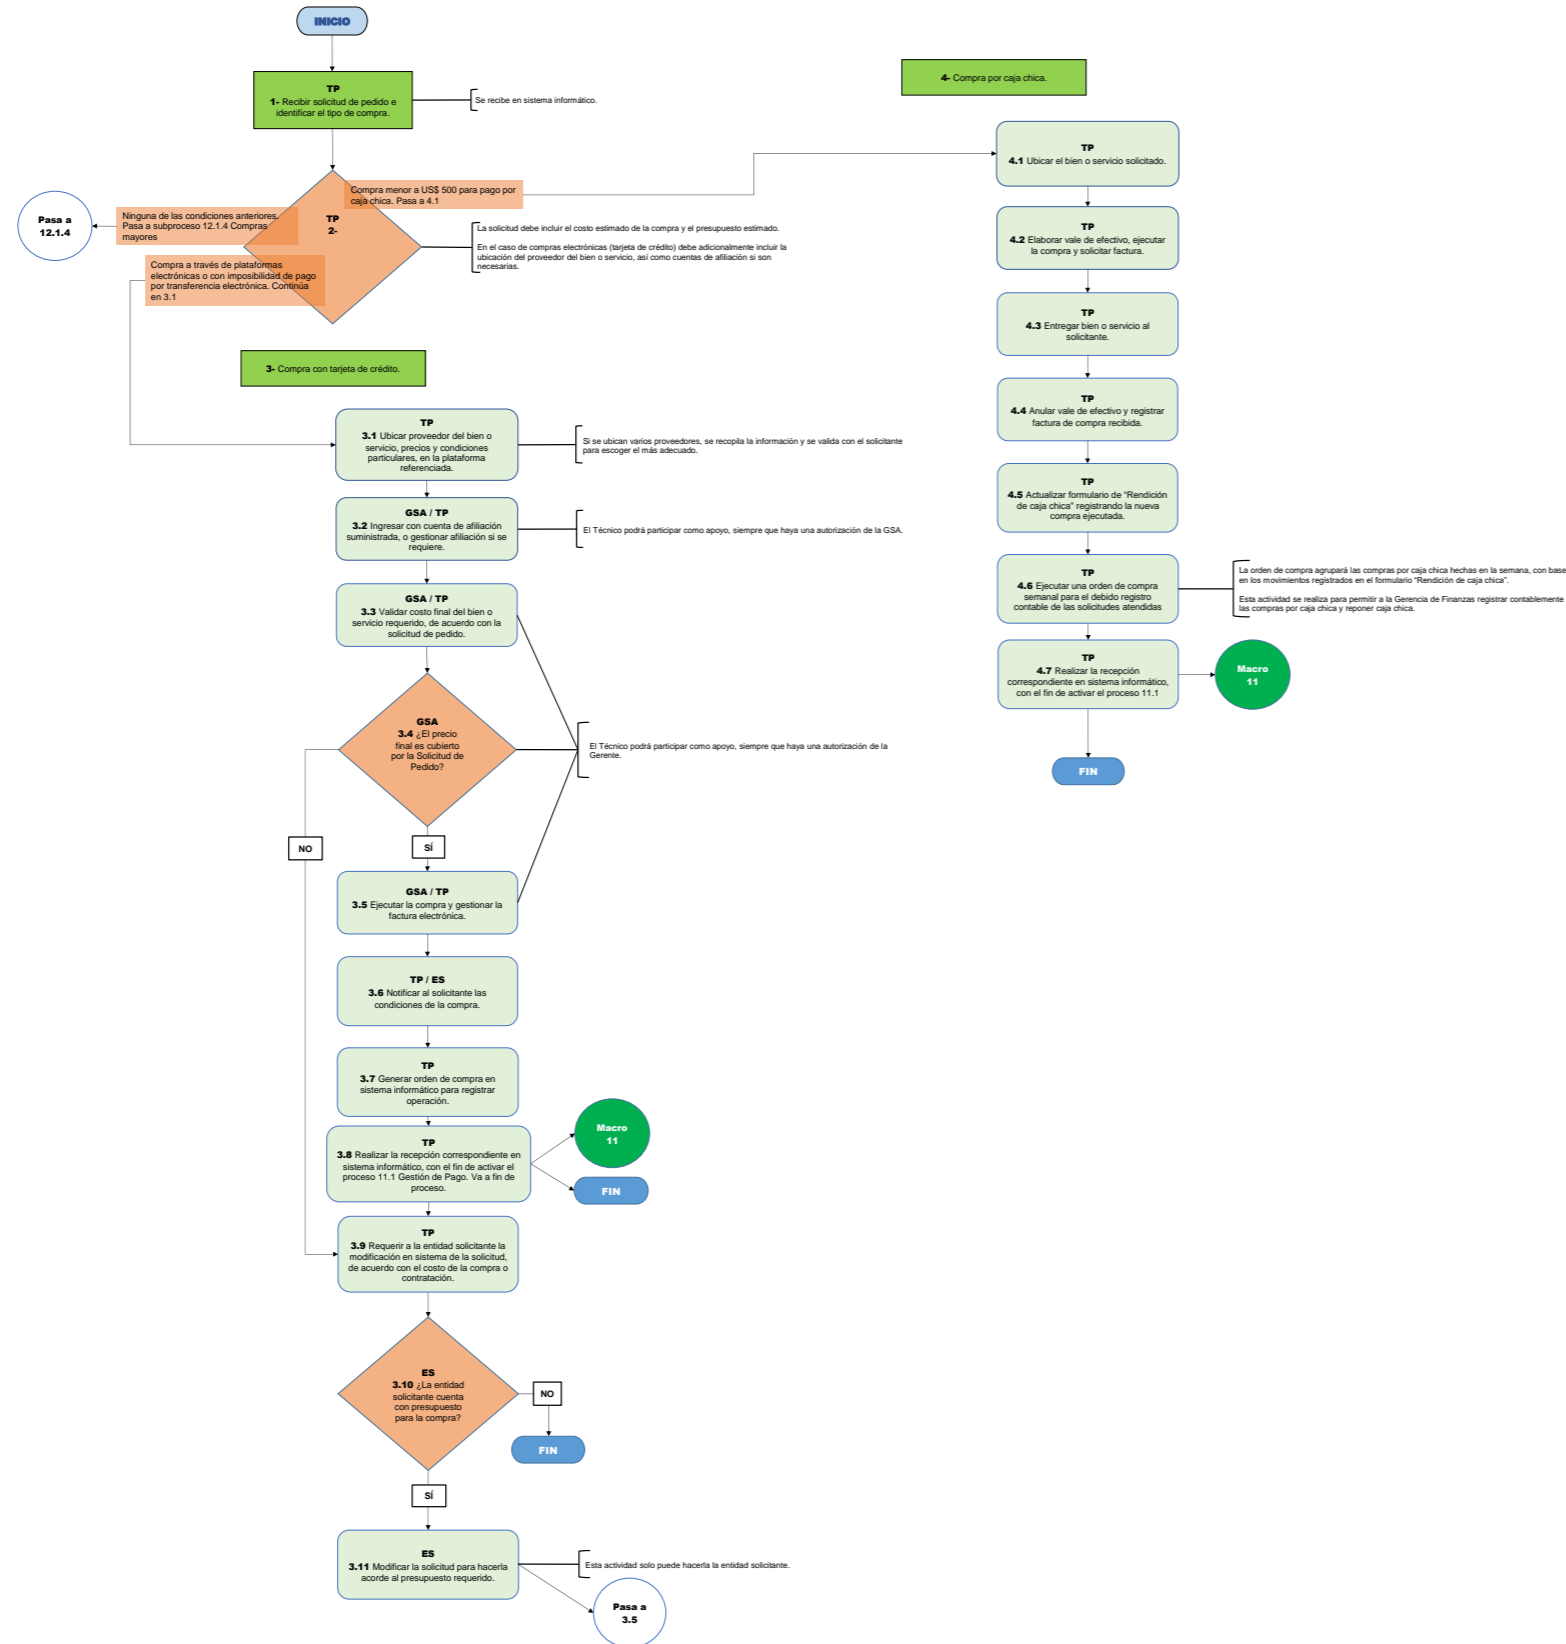 INICIO
TP
1- Recibir solicitud de pedido e
identificar el tipo de compra.
Se recibe en sistema informático.
TP
2-
Compra menor a US$ 500 para pago por
caja chica. Pasa a 4.1
Ninguna de las condiciones anteriores.
Pasa a subproceso 12.1.4 Compras
mayores
Pasa a
12.1.4
Compra a través de plataformas
electrónicas o con imposibilidad de pago
por transferencia electrónica. Continúa
en 3.1
La solicitud debe incluir el costo estimado de la compra y el presupuesto estimado.
En el caso de compras electrónicas (tarjeta de crédito) debe adicionalmente incluir la
ubicación del proveedor del bien o servicio, así como cuentas de afiliación si son
necesarias.
3- Compra con tarjeta de crédito.
TP
3.1 Ubicar proveedor del bien o
servicio, precios y condiciones
particulares, en la plataforma
referenciada.
Si se ubican varios proveedores, se recopila la información y se valida con el solicitante
para escoger el más adecuado.
GSA / TP
3.2 Ingresar con cuenta de afiliación
suministrada, o gestionar afiliación si se
requiere.
El Técnico podrá participar como apoyo, siempre que haya una autorización de la GSA.
GSA / TP
3.3 Validar costo final del bien o
servicio requerido, de acuerdo con la
solicitud de pedido.
GSA
3.4 ¿El precio
final es cubierto
por la Solicitud de
Pedido?
El Técnico podrá participar como apoyo, siempre que haya una autorización de la
Gerente.
NO
SÍ
GSA / TP
3.5 Ejecutar la compra y gestionar la
factura electrónica.
TP / ES
3.6 Notificar al solicitante las
condiciones de la compra.
TP
3.7 Generar orden de compra en
sistema informático para registrar
operación.
TP
3.8 Realizar la recepción correspondiente en
sistema informático, con el fin de activar el
proceso 11.1 Gestión de Pago. Va a fin de
proceso.
Macro
11
FIN
TP
3.9 Requerir a la entidad solicitante la
modificación en sistema de la solicitud,
de acuerdo con el costo de la compra o
contratación.
ES
3.10 ¿La entidad
solicitante cuenta
con presupuesto
para la compra?
NO
FIN
SÍ
ES
3.11 Modificar la solicitud para hacerla
acorde al presupuesto requerido.
Esta actividad solo puede hacerla la entidad solicitante.
Pasa a
3.5
4- Compra por caja chica.
TP
4.1 Ubicar el bien o servicio solicitado.
TP
4.2 Elaborar vale de efectivo, ejecutar
la compra y solicitar factura.
TP
4.3 Entregar bien o servicio al
solicitante.
TP
4.4 Anular vale de efectivo y registrar
factura de compra recibida.
TP
4.5 Actualizar formulario de “Rendición
de caja chica” registrando la nueva
compra ejecutada.
TP
4.6 Ejecutar una orden de compra
semanal para el debido registro
contable de las solicitudes atendidas
La orden de compra agrupará las compras por caja chica hechas en la semana, con base
en los movimientos registrados en el formulario “Rendición de caja chica”.
Esta actividad se realiza para permitir a la Gerencia de Finanzas registrar contablemente
las compras por caja chica y reponer caja chica.
TP
4.7 Realizar la recepción
correspondiente en sistema informático,
con el fin de activar el proceso 11.1
Macro
11
FIN